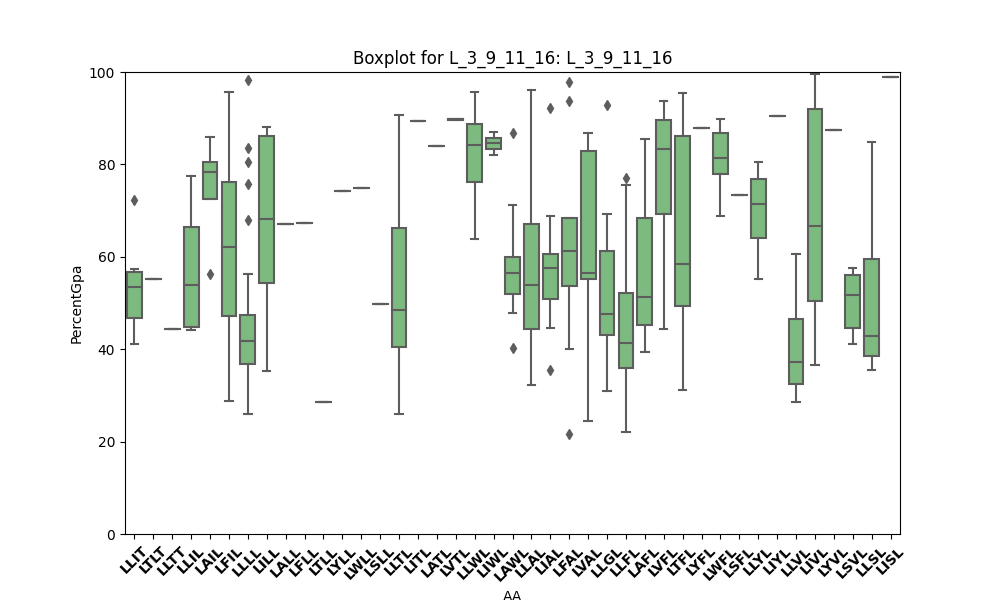 Boxplot for L_3_9_11_16: L_3_9_11_16
PercentGpa
100
80
60
40
20
0
LLIT
LTLT
LLTT
LLIL
LAIL
LFIL
LLLL
LILL
LALL
LFLL
LTLL
LYLL
LWLL
LSLL
LLTL
LITL
LATL
LVTL
LLWL
LIWL
LAWL
LLAL
LIAL
LFAL
LVAL
LLGL
LLFL
LAFL
LVFL
LTFL
LYFL
LWFL
LSFL
LLYL
LIYL
LLVL
LIVL
LYVL
LSVL
LLSL
LISL
AA